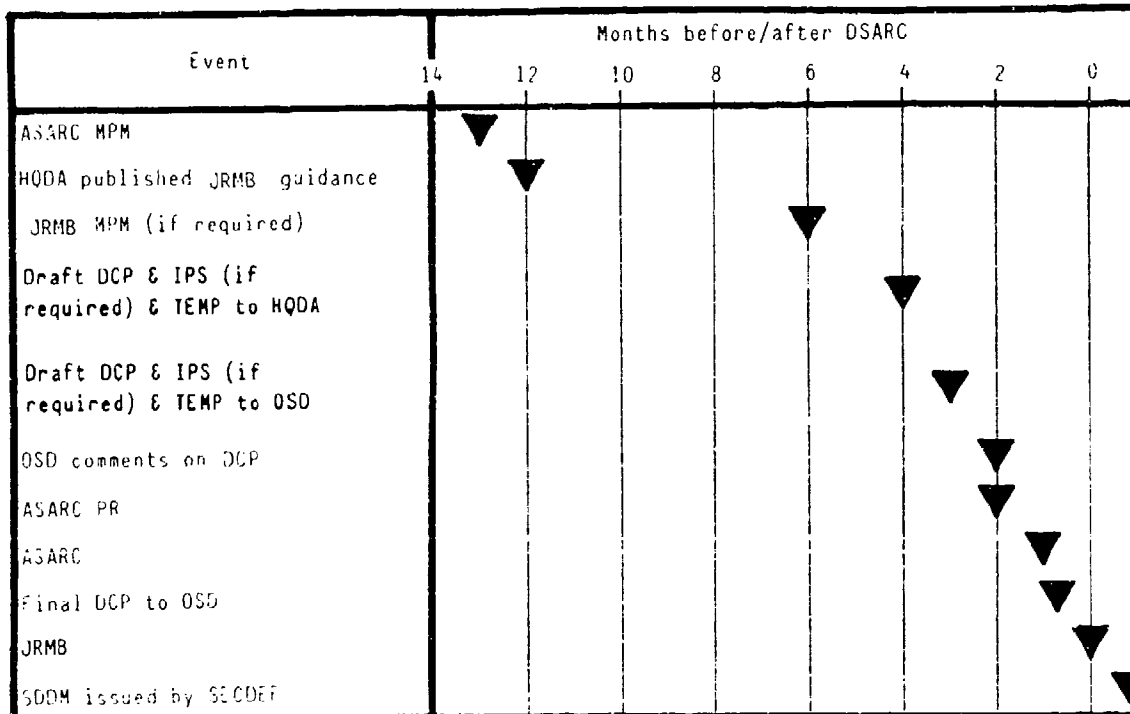 Months before/after DSARC
Event
14 12 10 8 6 4 2 0
ASARC MPM
HQDA published JRMB guidance
JRMB MPM (if required)
Draft DCP & IPS (if
required) & TEMP to HQDA
Draft DCP & IPS (if
required) & TEMP to OSD
OSD comments on DCP
ASARC PR
ASARC
Final DCP to OSD
JRMB
SDDM issued by SECDEF